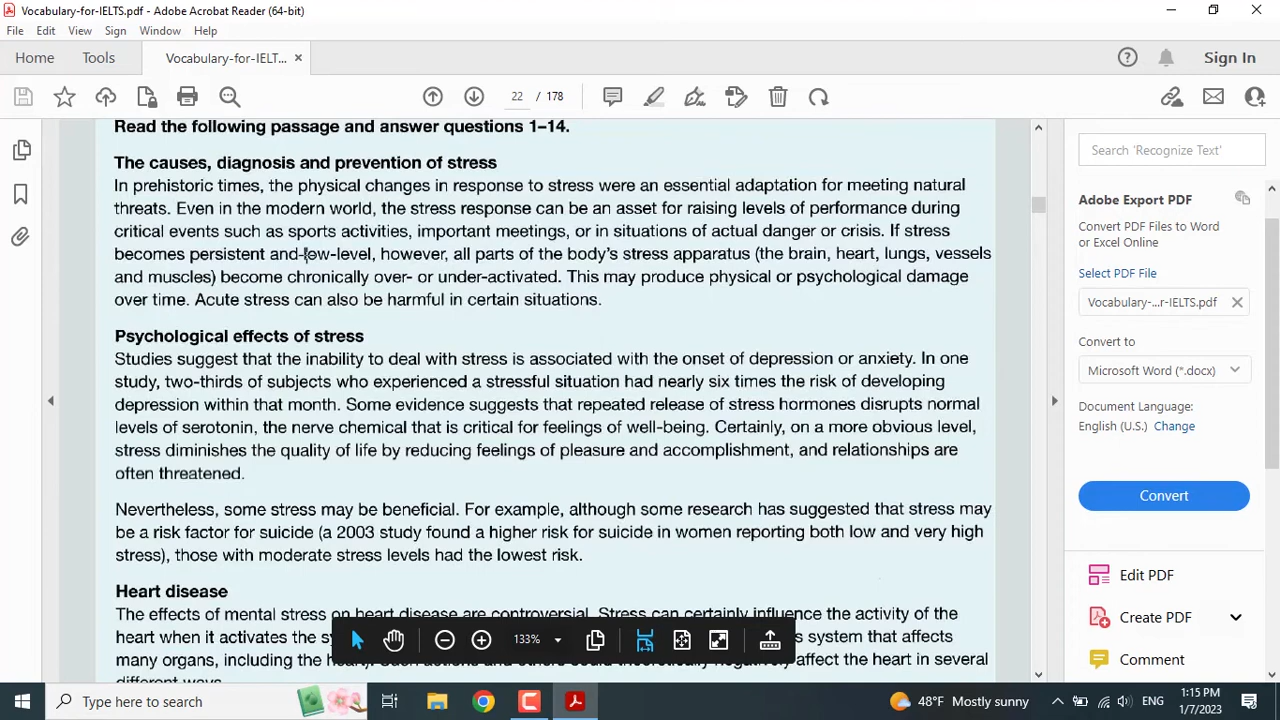 Vocabulary-for-IELTS.pdf - Adobe Acrobat Reader (64-bit)
File Edit View Sign Window Help
Home Tools Vocabulary-for-IELT... × Sign In
22 / 178
Read the following passage and answer questions 1–14.
The causes, diagnosis and prevention of stress
In prehistoric times, the physical changes in response to stress were an essential adaptation for meeting natural
threats. Even in the modern world, the stress response can be an asset for raising levels of performance during
critical events such as sports activities, important meetings, or in situations of actual danger or crisis. If stress
becomes persistent and low-level, however, all parts of the body's stress apparatus (the brain, heart, lungs, vessels
and muscles) become chronically over- or under-activated. This may produce physical or psychological damage
over time. Acute stress can also be harmful in certain situations.
Psychological effects of stress
Studies suggest that the inability to deal with stress is associated with the onset of depression or anxiety. In one
study, two-thirds of subjects who experienced a stressful situation had nearly six times the risk of developing
depression within that month. Some evidence suggests that repeated release of stress hormones disrupts normal
levels of serotonin, the nerve chemical that is critical for feelings of well-being. Certainly, on a more obvious level,
stress diminishes the quality of life by reducing feelings of pleasure and accomplishment, and relationships are
often threatened.
Nevertheless, some stress may be beneficial. For example, although some research has suggested that stress may
be a risk factor for suicide (a 2003 study found a higher risk for suicide in women reporting both low and very high
stress), those with moderate stress levels had the lowest risk.
Heart disease
The effects of mental stress on heart disease are controversial. Stress can certainly influence the activity of the
heart when it activates the system that affects
many organs, including the affect the heart in several
different ways.
133%
Search 'Recognize Text'
Adobe Export PDF
Convert PDF Files to Word
or Excel Online
Select PDF File
Vocabulary-...r-IELTS.pdf ×
Convert to
Microsoft Word (*.docx)
Document Language:
English (U.S.) Change
Convert
Edit PDF
Create PDF
Comment
Type here to search
48°F Mostly sunny
ENG
1:15 PM
1/7/2023